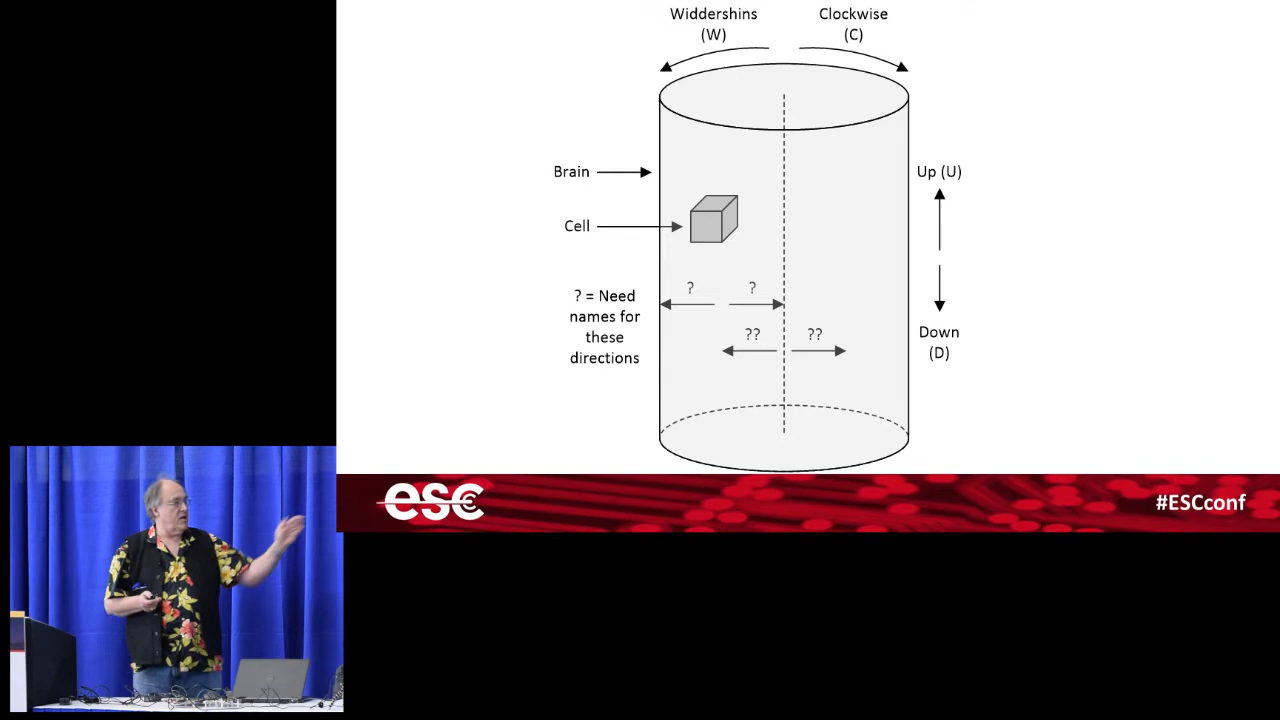 Widdershins
(W)
Clockwise
(C)
Brain
Up (U)
Cell
?
?
? = Need
names for
these
directions
??
??
Down
(D)
esc
#ESCconf